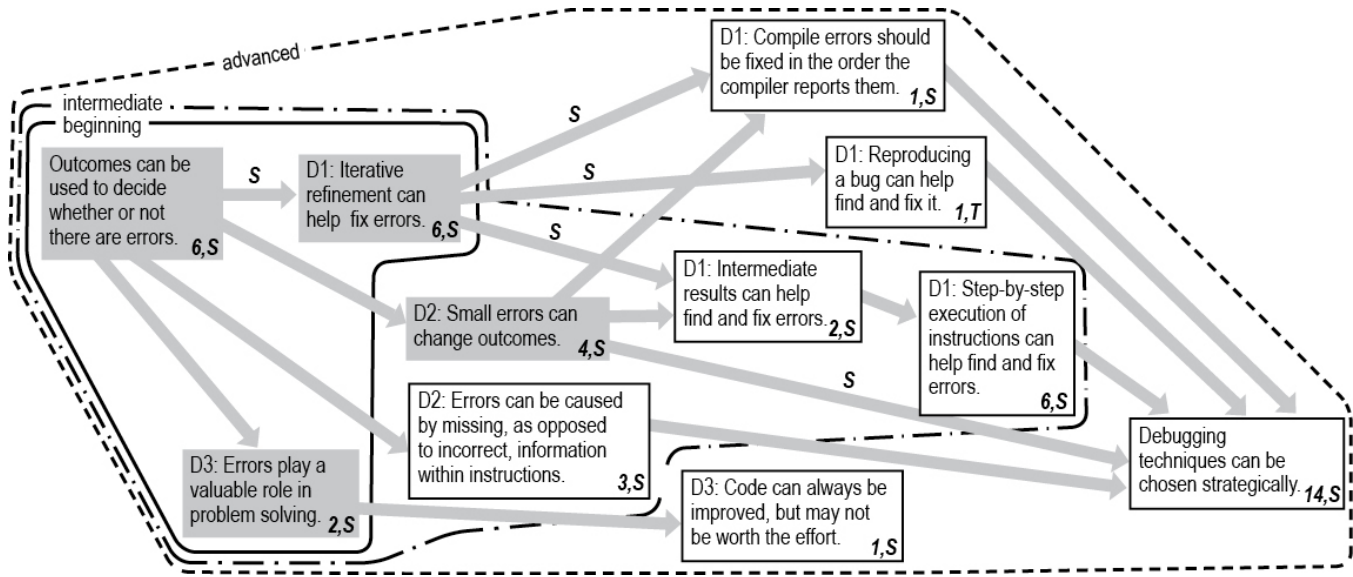 advanced
intermediate
beginning
Outcomes can be
used to decide
whether or not
there are errors.
6,S
S
D1: Iterative
refinement can
help fix errors.
6,S
S
S
S
D1: Compile errors should
be fixed in the order the
compiler reports them.
1,S
D1: Reproducing
a bug can help
find and fix it.
1,T
D1: Intermediate
results can help
find and fix errors.
2,S
D1: Step-by-step
execution of
instructions can
help find and fix
errors.
6,S
D2: Small errors can
change outcomes.
4,S
S
D2: Errors can be caused
by missing, as opposed
to incorrect, information
within instructions.
3,S
D3: Errors play a
valuable role in
problem solving.
2,S
D3: Code can always be
improved, but may not
be worth the effort.
1,S
Debugging
techniques can be
chosen strategically.
14,S